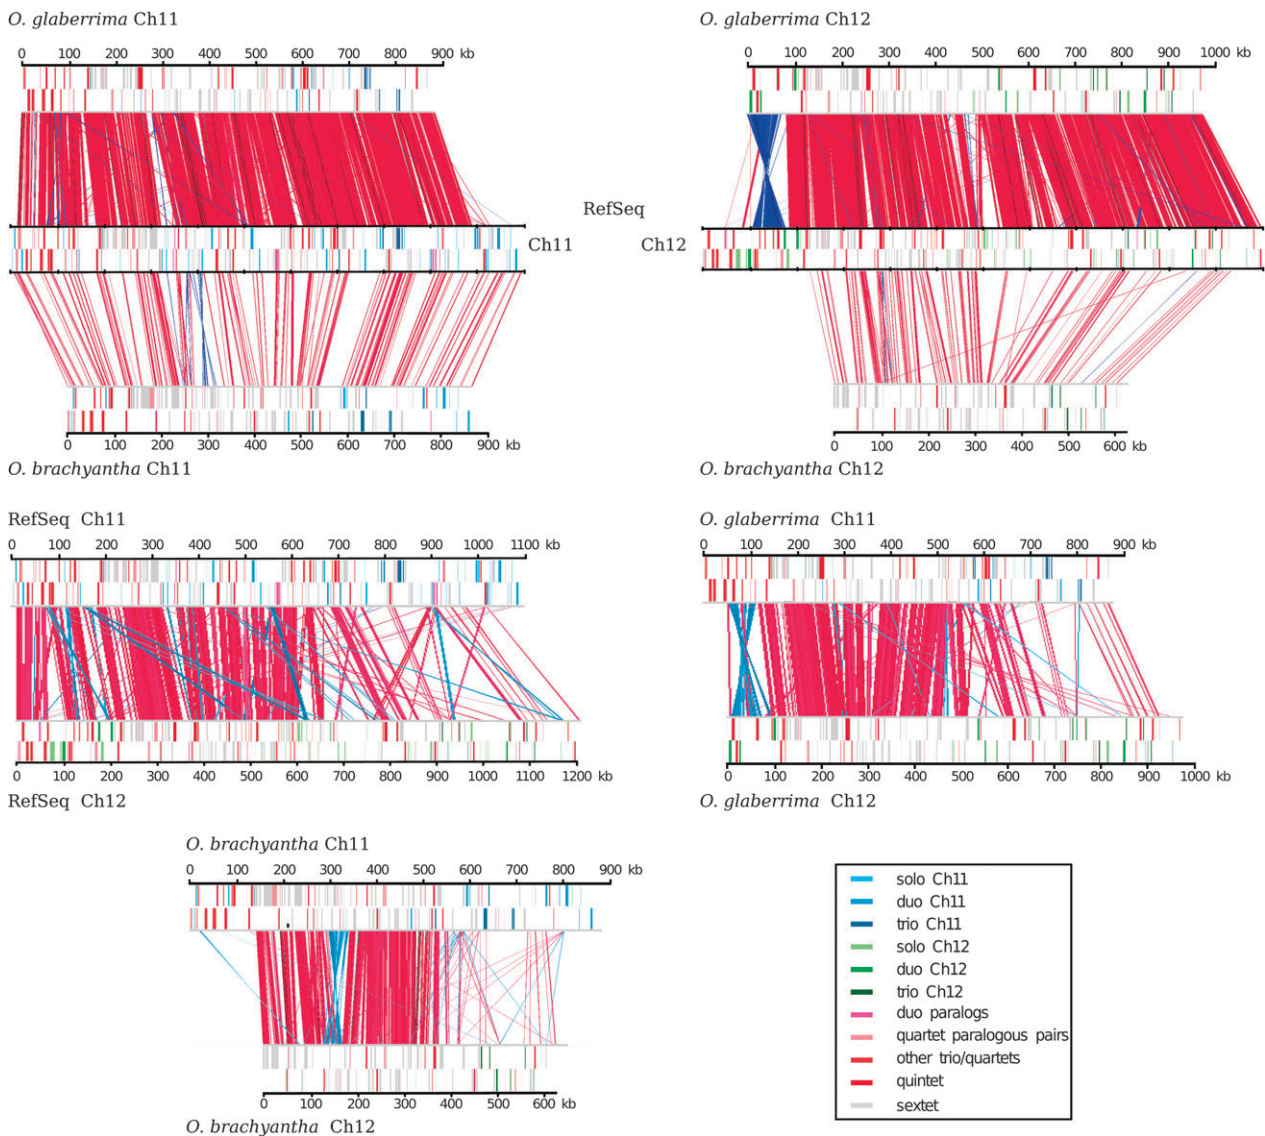 O. glaberrima Ch11
0 100 200 300 400 500 600 700 800 900 kb
O. glaberrima Ch12
0 100 200 300 400 500 600 700 800 900 1000 kb
RefSeq
Ch11
Ch12
0 100 200 300 400 500 600 700 800 900 kb
O. brachyantha Ch11
0 100 200 300 400 500 600 kb
O. brachyantha Ch12
RefSeq Ch11
0 100 200 300 400 500 600 700 800 900 1000 1100 kb
0 100 200 300 400 500 600 700 800 900 1000 1100 1200 kb
RefSeq Ch12
O. glaberrima Ch11
0 100 200 300 400 500 600 700 800 900 kb
0 100 200 300 400 500 600 700 800 900 1000 kb
O. glaberrima Ch12
O. brachyantha Ch11
0 100 200 300 400 500 600 700 800 900 kb
0 100 200 300 400 500 600 kb
O. brachyantha Ch12
solo Ch11
duo Ch11
trio Ch11
solo Ch12
duo Ch12
trio Ch12
duo paralogs
quartet paralogous pairs
other trio/quartets
quintet
sextet